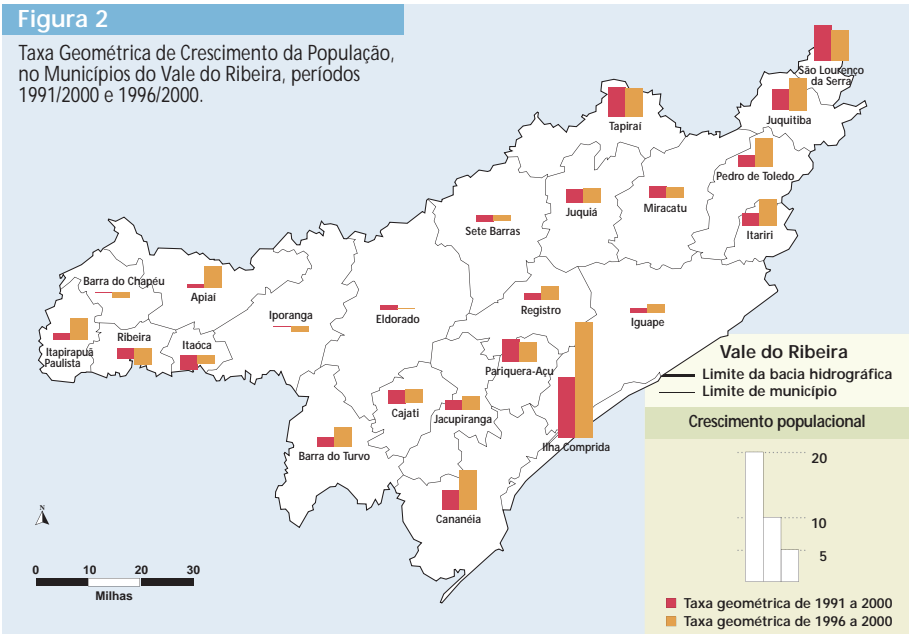 Figura 2
Taxa Geométrica de Crescimento da População,
no Municípios do Vale do Ribeira, períodos
1991/2000 e 1996/2000.
São Lourenço
da Serra
Juquitiba
Tapiraí
Pedro de Toledo
Juquiá
Miracatu
Itariri
Sete Barras
Barra do Chapéu
Apiaí
Iporanga
Eldorado
Registro
Iguape
Itapirapuã
Paulista
Ribeira
Itaóca
Pariquera-Açu
Cajati
Jacupiranga
Ilha Comprida
Barra do Turvo
Cananéia
N
0 10 20 30
Milhas
Vale do Ribeira
Limite da bacia hidrográfica
Limite de município
Crescimento populacional
20
10
5
Taxa geométrica de 1991 a 2000
Taxa geométrica de 1996 a 2000